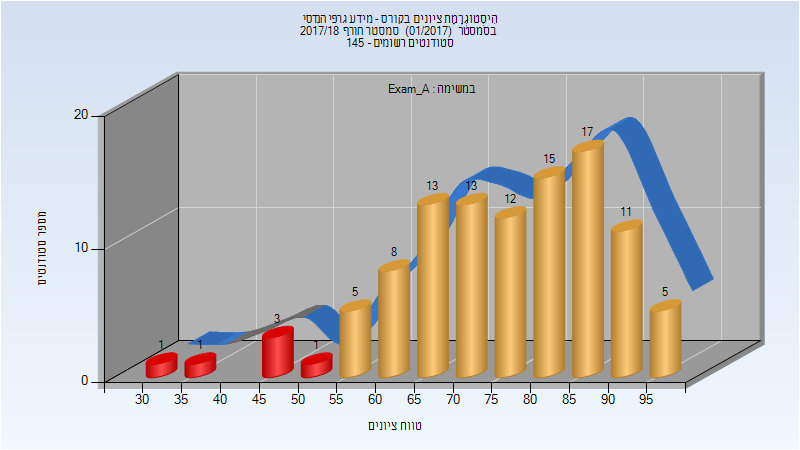 היסטוגרמת ציונים בקורס - מידע גרפי תנדסי
בסמסטר (01/2017) סמסטר חורף 2017/18
סטודנטים רשומים - 145
במשימה : Exam_A
20
10
0
מספר סטודנטים
1
1
3
1
5
8
13
13
12
15
17
11
5
30 35 40 45 50 55 60 65 70 75 80 85 90 95
טווח ציונים